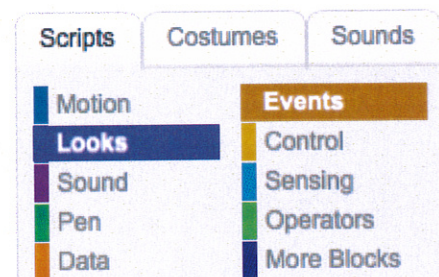 Scripts Costumes Sounds
Motion Events
Looks Control
Sound Sensing
Pen Operators
Data More Blocks